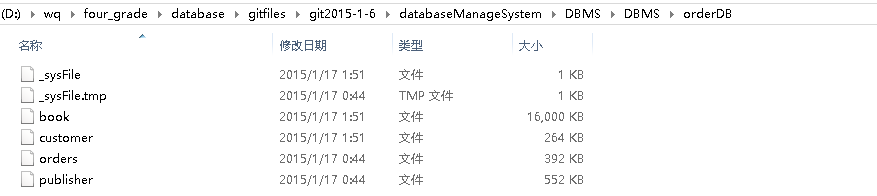 (D:) ▸ wq ▸ four_grade ▸ database ▸ gitfiles ▸ git2015-1-6 ▸ databaseManageSystem ▸ DBMS ▸ DBMS ▸ orderDB
名称 修改日期 类型 大小
_sysFile 2015/1/17 1:51 文件 1 KB
_sysFile.tmp 2015/1/17 0:44 TMP 文件 1 KB
book 2015/1/17 1:51 文件 16,000 KB
customer 2015/1/17 1:51 文件 264 KB
orders 2015/1/17 0:44 文件 392 KB
publisher 2015/1/17 0:44 文件 552 KB